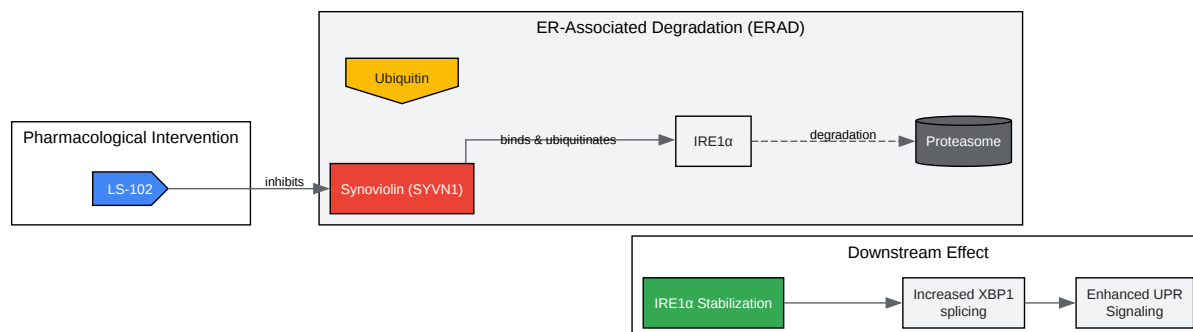 ER-Associated Degradation (ERAD)
Ubiquitin
Pharmacological Intervention
binds & ubiquitinates
IRE1α
degradation
Proteasome
LS-102
inhibits
Synoviolin (SYVN1)
Downstream Effect
IRE1α Stabilization
Increased XBP1
splicing
Enhanced UPR
Signaling